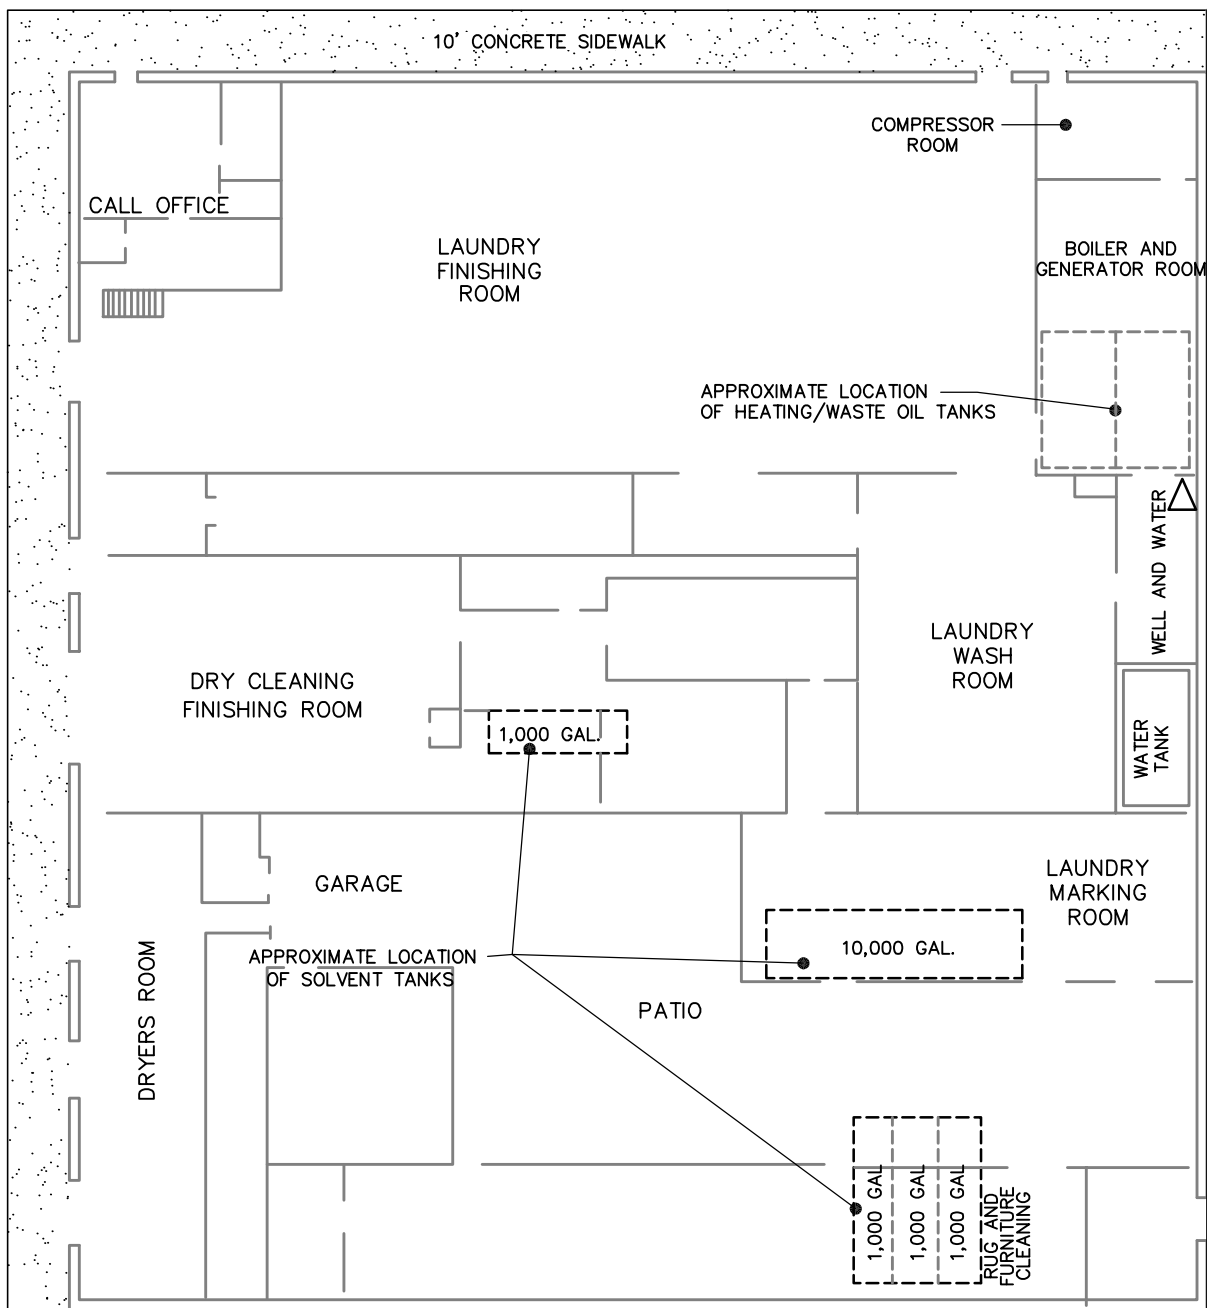 10' CONCRETE SIDEWALK
COMPRESSOR
ROOM
CALL OFFICE
LAUNDRY
FINISHING
ROOM
BOILER AND
GENERATOR ROOM
APPROXIMATE LOCATION
OF HEATING/WASTE OIL TANKS
WELL AND WATER
LAUNDRY
WASH
ROOM
DRY CLEANING
FINISHING ROOM
1,000 GAL.
WATER
TANK
GARAGE
LAUNDRY
MARKING
ROOM
10,000 GAL.
APPROXIMATE LOCATION
OF SOLVENT TANKS
PATIO
DRYERS ROOM
1,000 GAL
1,000 GAL
1,000 GAL
RUG AND
FURNITURE
CLEANING